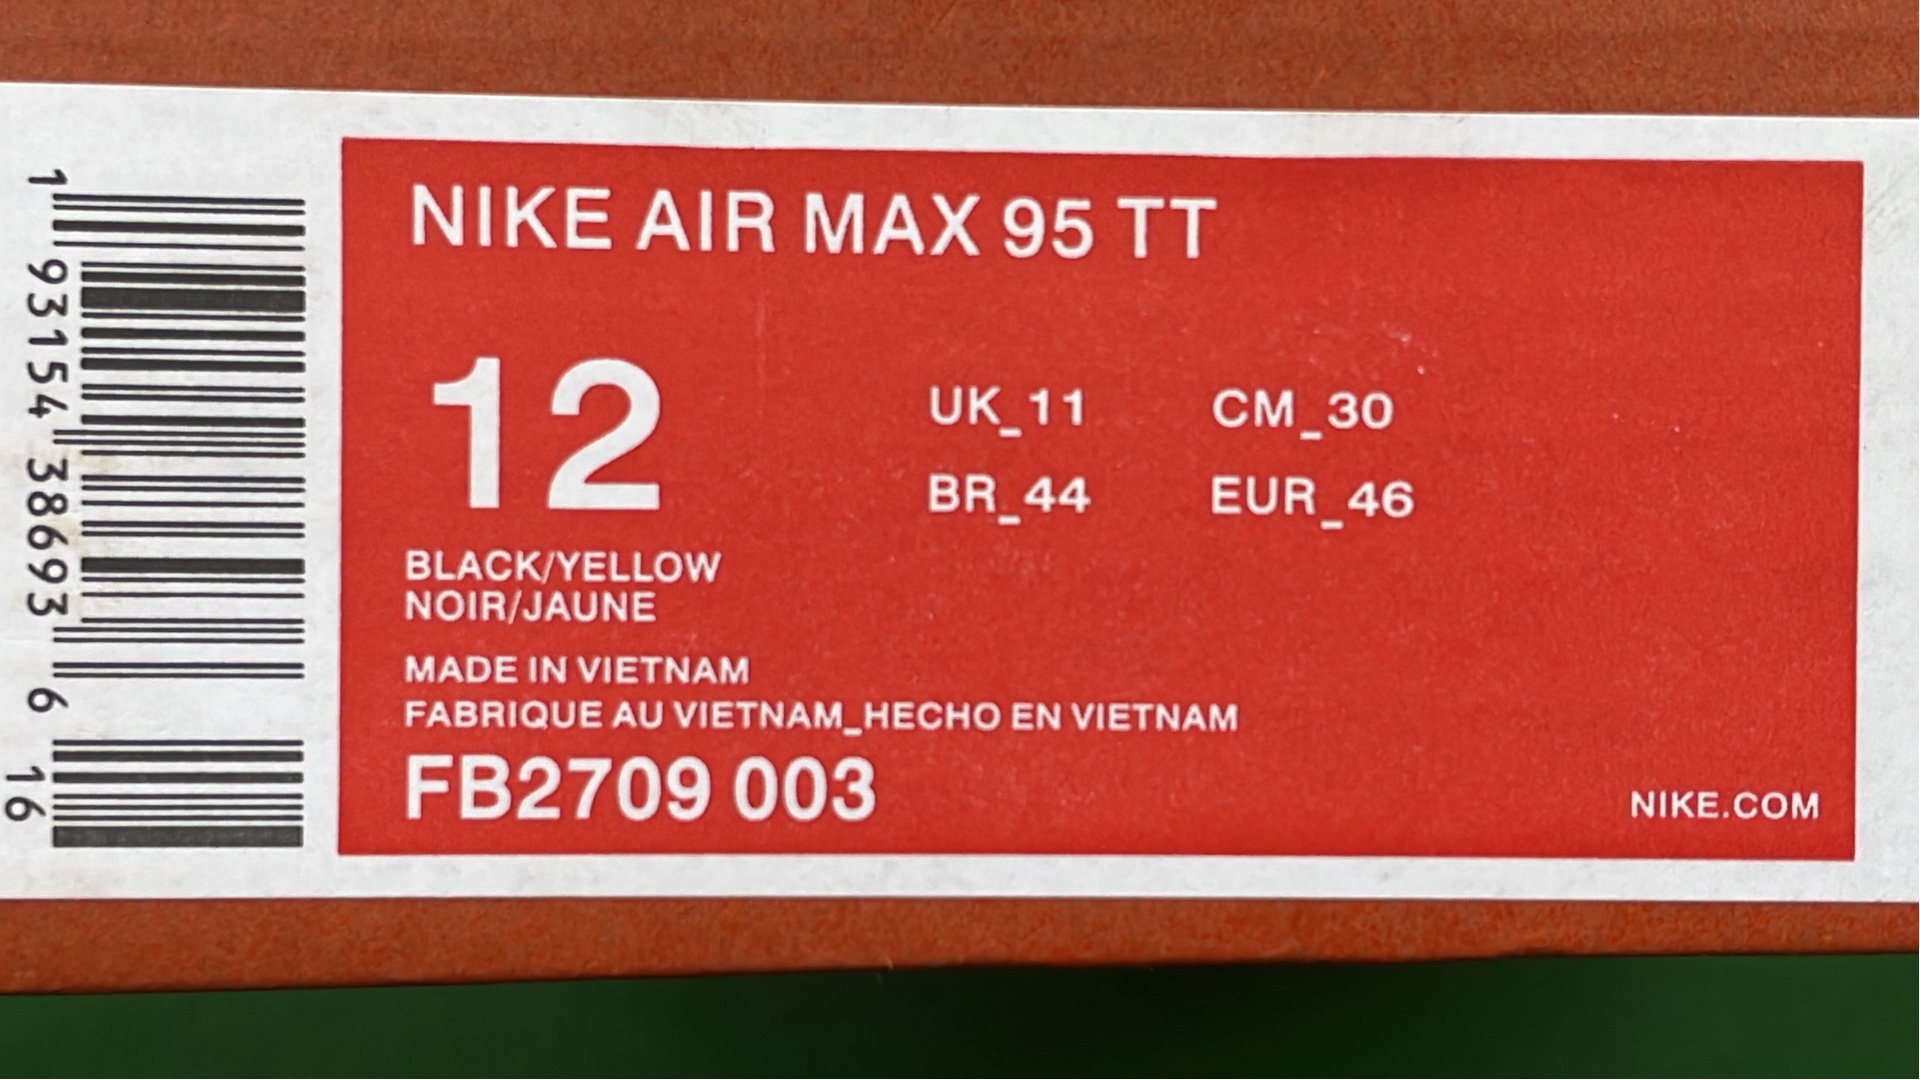 1 93154 38693 6 16
NIKE AIR MAX 95 TT
12
UK_11 CM_30
BR_44 EUR_46
BLACK/YELLOW
NOIR/JAUNE
MADE IN VIETNAM
FABRIQUE AU VIETNAM_HECHO EN VIETNAM
FB2709 003
NIKE.COM